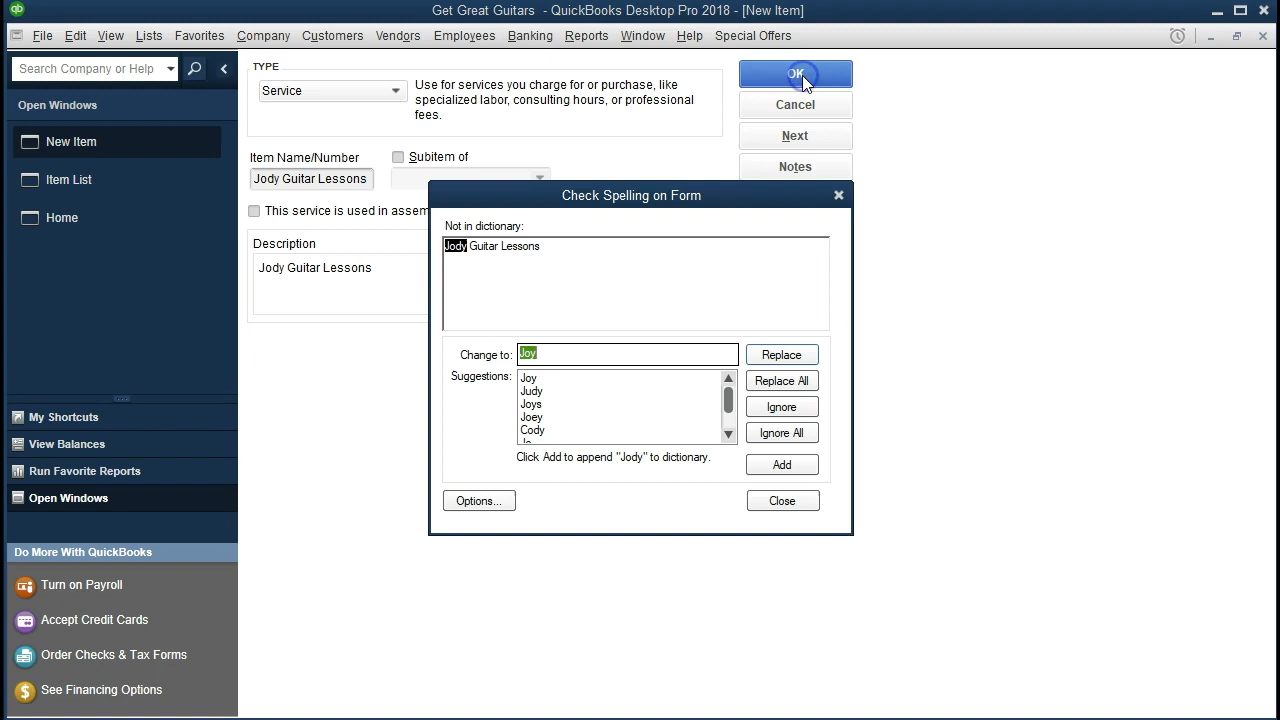 qb
Get Great Guitars - QuickBooks Desktop Pro 2018 - [New Item]
File Edit View Lists Favorites Company Customers Vendors Employees Banking Reports Window Help Special Offers
Search Company or Help
Open Windows
New Item
Item List
Home
My Shortcuts
View Balances
Run Favorite Reports
Open Windows
Do More With QuickBooks
Turn on Payroll
Accept Credit Cards
Order Checks & Tax Forms
See Financing Options
TYPE
Service
Use for services you charge for or purchase, like
specialized labor, consulting hours, or professional
fees.
OK
Cancel
Next
Notes
Item Name/Number
Subitem of
Jody Guitar Lessons
This service is used in assem
Description
Jody Guitar Lessons
Check Spelling on Form
Not in dictionary:
Jody Guitar Lessons
Change to: Joy
Replace
Suggestions:
Joy
Judy
Joys
Joey
Cody
Replace All
Ignore
Ignore All
Click Add to append "Jody" to dictionary.
Add
Options...
Close